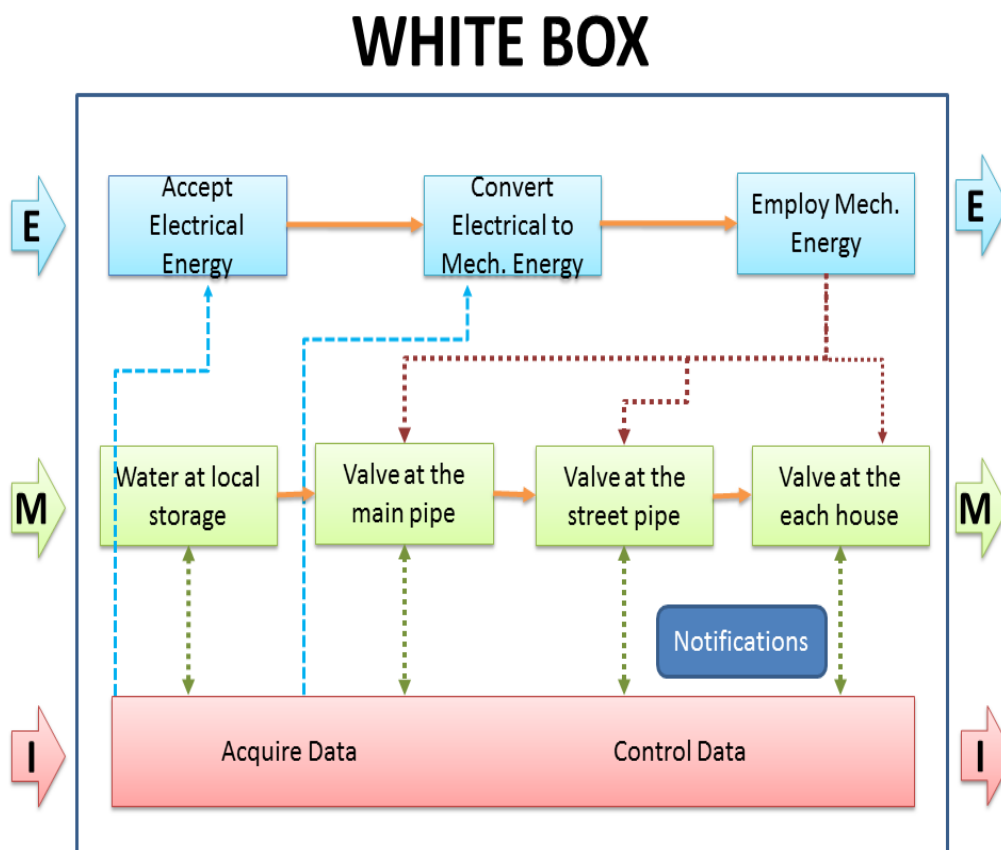 WHITE BOX
E
Accept
Electrical
Energy
Convert
Electrical to
Mech. Energy
Employ Mech.
Energy
E
M
Water at local
storage
Valve at the
main pipe
Valve at the
street pipe
Valve at the
each house
M
Notifications
I
Acquire Data
Control Data
I